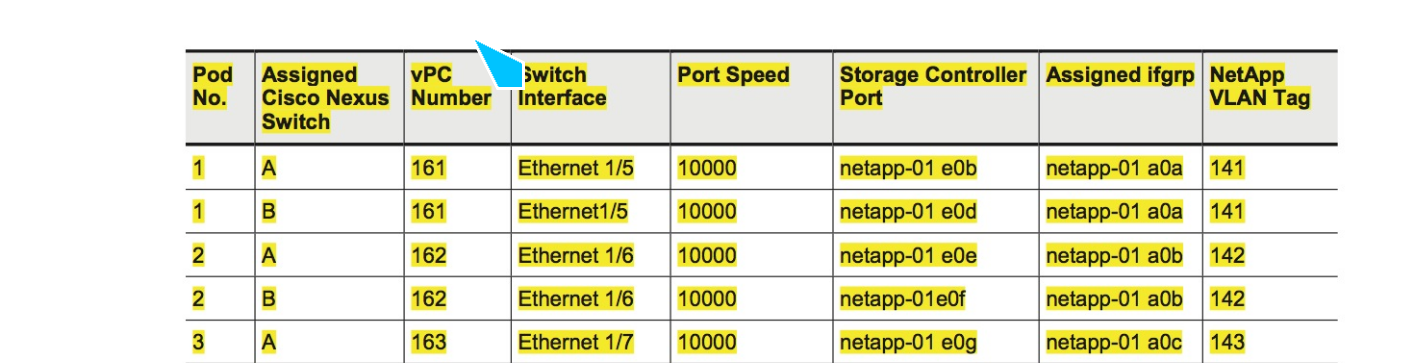 Pod No. | Assigned Cisco Nexus Switch | vPC Number | Switch Interface | Port Speed | Storage Controller Port | Assigned ifgrp | NetApp VLAN Tag
1 | A | 161 | Ethernet 1/5 | 10000 | netapp-01 e0b | netapp-01 a0a | 141
1 | B | 161 | Ethernet1/5 | 10000 | netapp-01 e0d | netapp-01 a0a | 141
2 | A | 162 | Ethernet 1/6 | 10000 | netapp-01 e0e | netapp-01 a0b | 142
2 | B | 162 | Ethernet 1/6 | 10000 | netapp-01e0f | netapp-01 a0b | 142
3 | A | 163 | Ethernet 1/7 | 10000 | netapp-01 e0g | netapp-01 a0c | 143